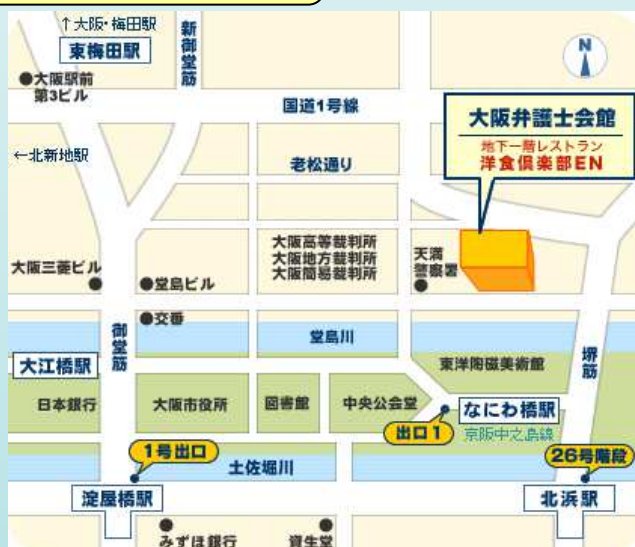 ↑大阪・梅田駅
東梅田駅
新御堂筋
N
●大阪駅前
第3ビル
国道1号線
大阪弁護士会館
地下一階レストラン
洋食倶楽部EN
←北新地駅
老松通り
大阪高等裁判所
大阪地方裁判所
大阪簡易裁判所
天満
警察署
大阪三菱ビル
●堂島ビル
●交番
御堂筋
堂島川
堺筋
大江橋駅
東洋陶磁美術館
日本銀行
大阪市役所
図書館
中央公会堂
なにわ橋駅
出口1
京阪中之島線
1号出口
土佐堀川
26号階段
淀屋橋駅
北浜駅
みずほ銀行
資生堂